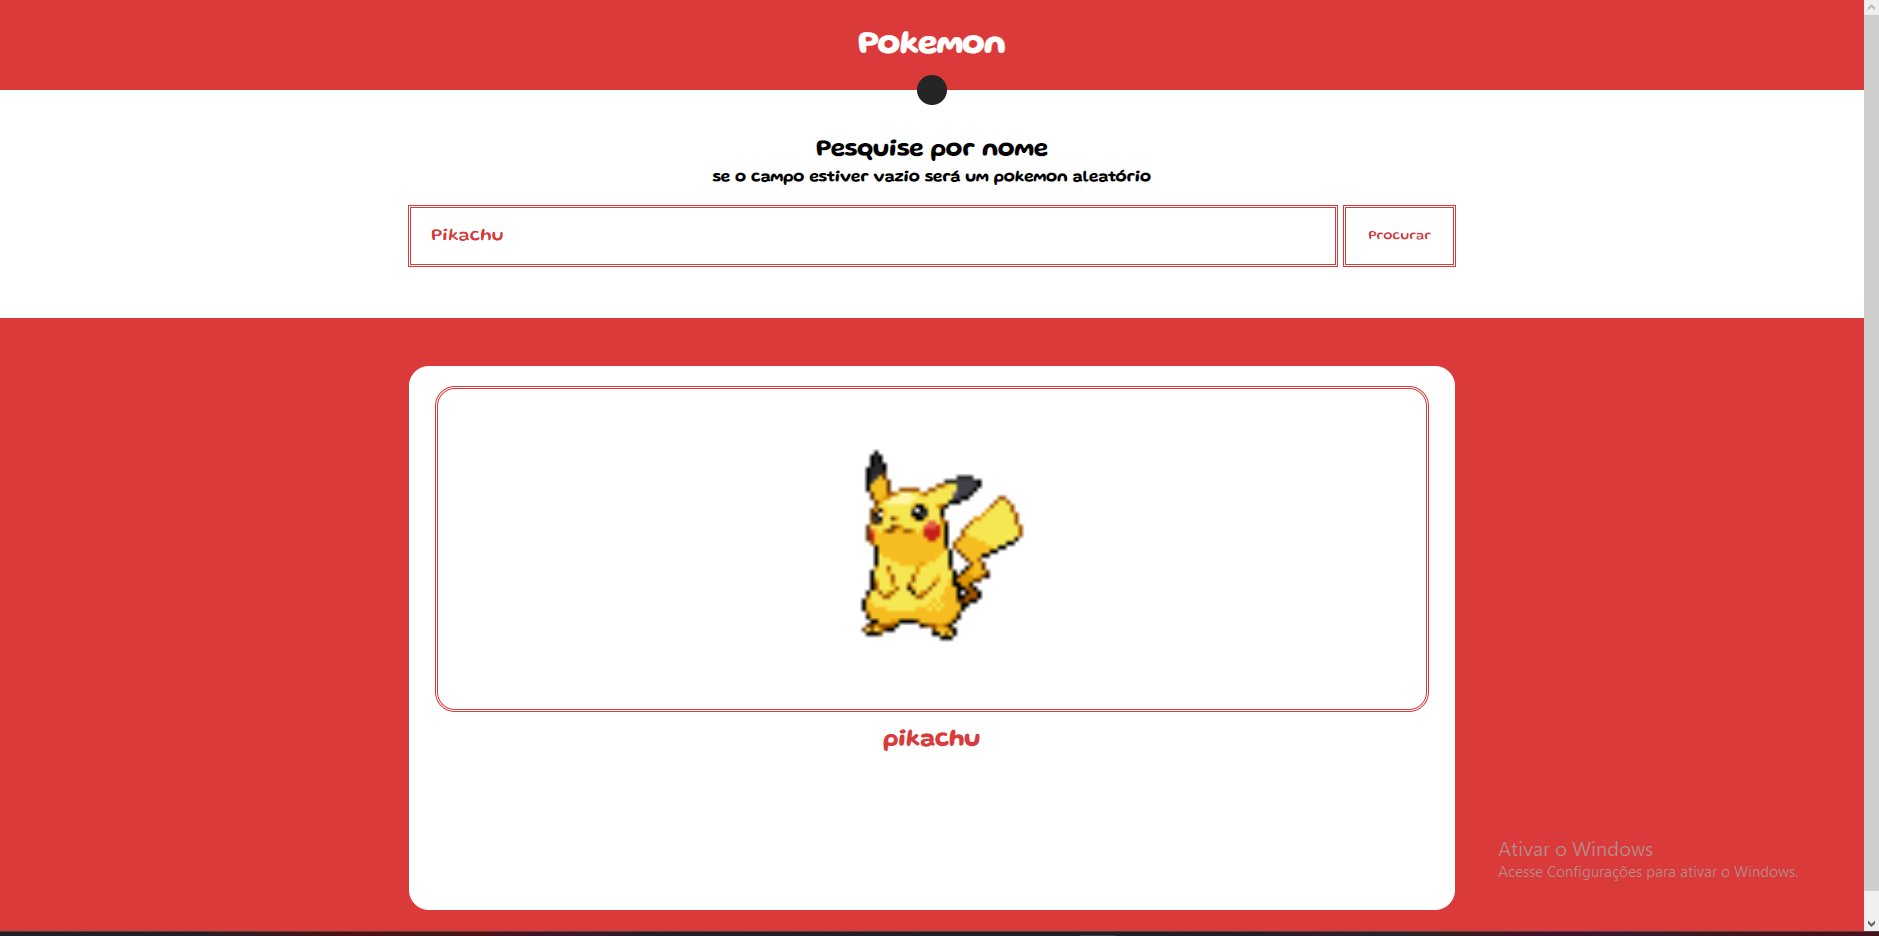 Pokemon
Pesquise por nome
se o campo estiver vazio será um pokemon aleatório
Pikachu
Procurar
pikachu
Ativar o Windows
Acesse Configurações para ativar o Windows.